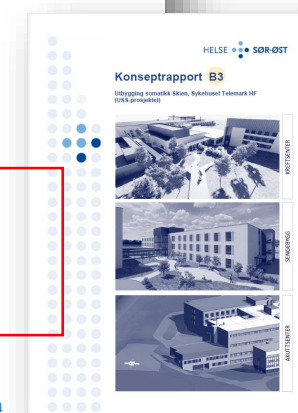 HELSE SØR-ØST
Konseptrapport B3
Utbygging somatikk Skien, Sykehuset Telemark HF
(USS-prosjektet)
KREFTSENTER
SENGEBYGG
AKUTTSENTER